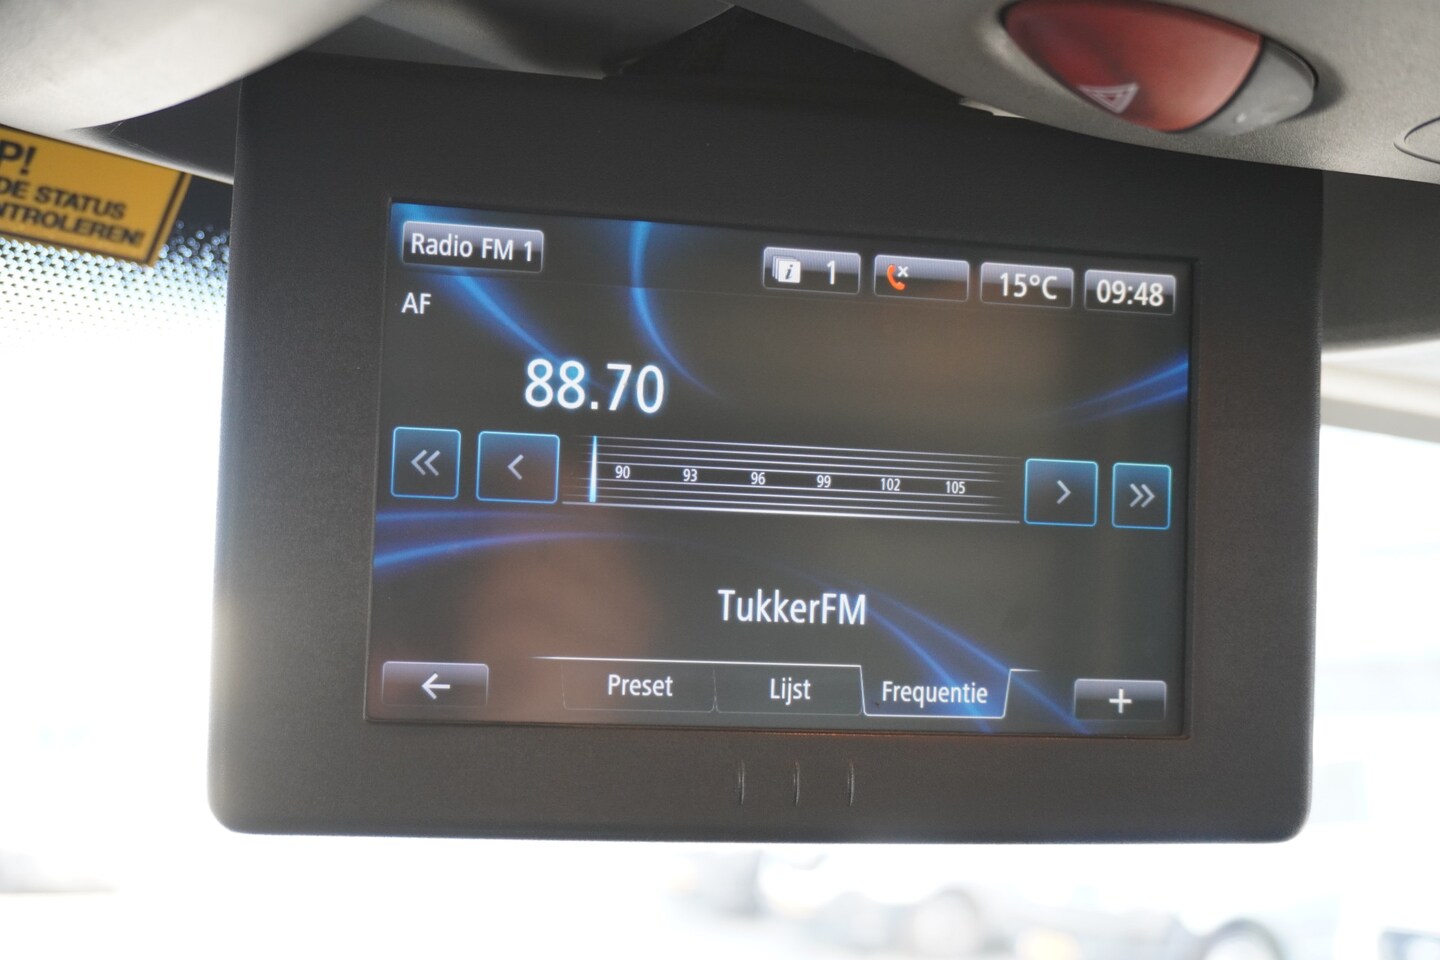 P!
DE STATUS
NTROLEREN!
Radio FM 1
i 1
15°C
09:48
AF
88.70
90 93 96 99 102 105
TukkerFM
Preset
Lijst
Frequentie
+